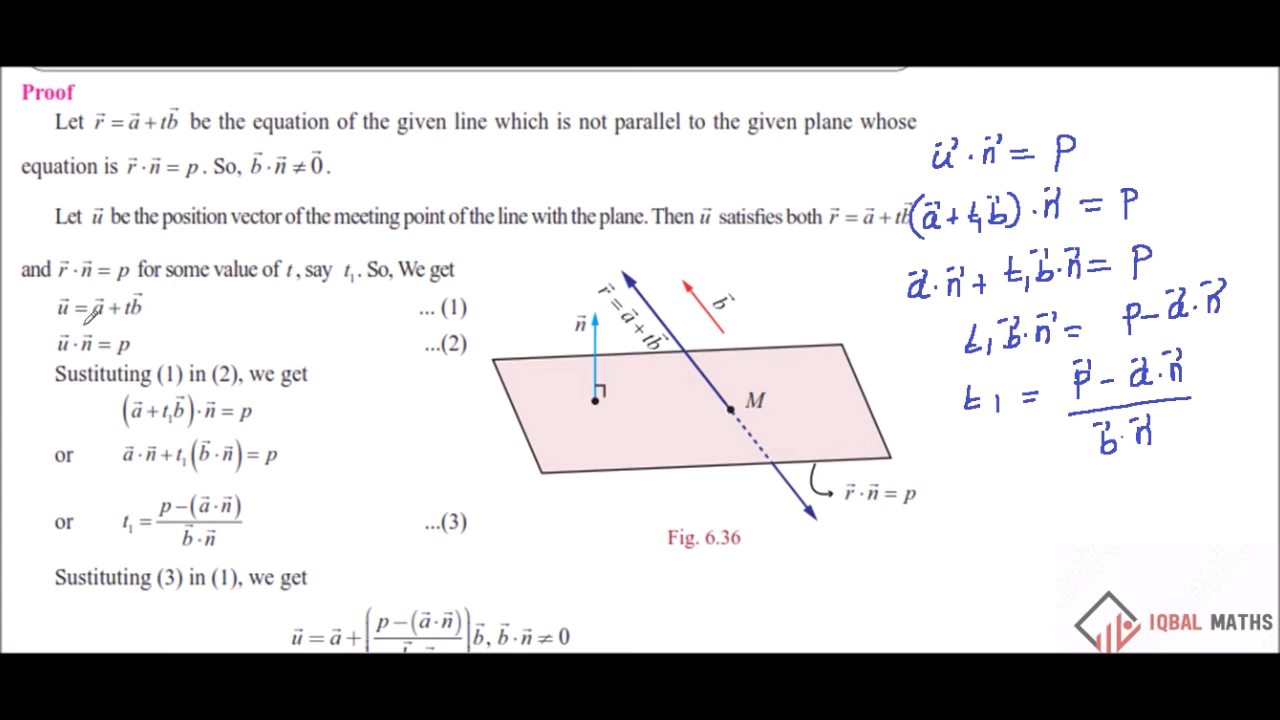 Proof
Let r⃗ = a⃗ + tb⃗ be the equation of the given line which is not parallel to the given plane whose
equation is r⃗ · n⃗ = p . So, b⃗ · n⃗ ≠ 0⃗ .
Let u⃗ be the position vector of the meeting point of the line with the plane. Then u⃗ satisfies both r⃗ = a⃗ + tb⃗
and r⃗ · n⃗ = p for some value of t , say t₁ . So, We get
u⃗ = a⃗ + tb⃗ ... (1)
u⃗ · n⃗ = p ...(2)
Sustituting (1) in (2), we get
(a⃗ + t₁b⃗) · n⃗ = p
or a⃗ · n⃗ + t₁(b⃗ · n⃗) = p
or t₁ = (p − (a⃗ · n⃗)) / (b⃗ · n⃗) ...(3)
Sustituting (3) in (1), we get
u⃗ = a⃗ + (p − (a⃗ · n⃗)) b⃗, b⃗ · n⃗ ≠ 0
n⃗
r⃗ = a⃗ + tb⃗
b⃗
M
r⃗ · n⃗ = p
Fig. 6.36
u⃗ · n⃗ = P
(a⃗ + t₁b⃗) · n⃗ = P
a⃗ · n⃗ + t₁b⃗ · n⃗ = P
t₁b⃗ · n⃗ = P − a⃗ · n⃗
t₁ = (p⃗ − a⃗ · n⃗) / (b⃗ · n⃗)
IQBAL MATHS